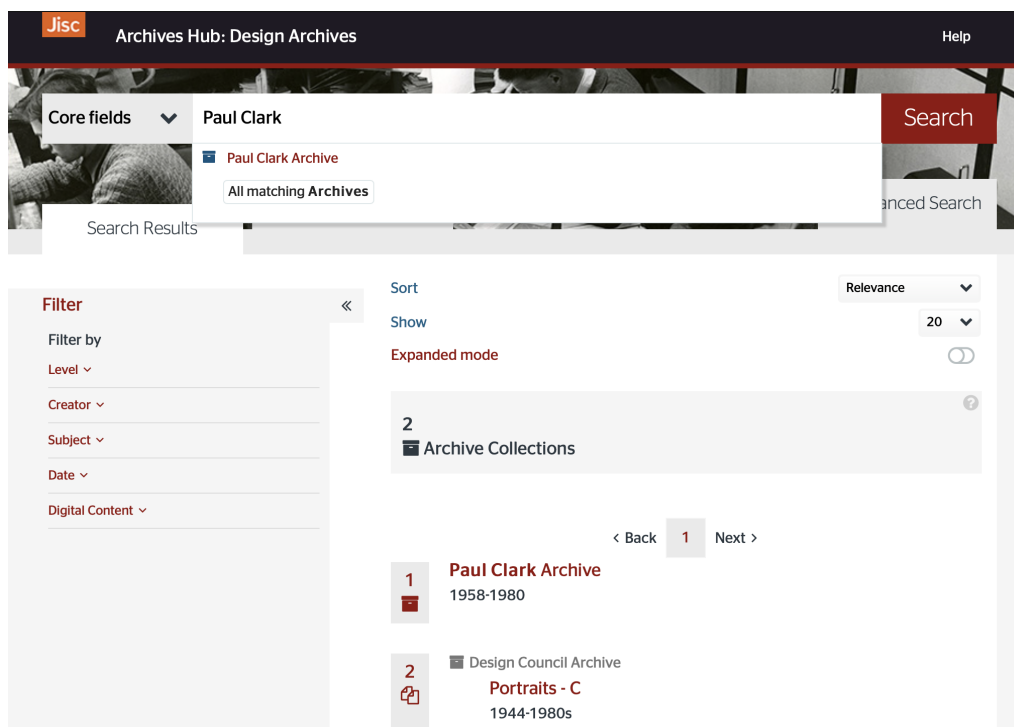 Jisc
Archives Hub: Design Archives
Help
Core fields
Paul Clark
Search
Paul Clark Archive
All matching Archives
anced Search
Search Results
Filter
Filter by
Level
Creator
Subject
Date
Digital Content
Sort
Relevance
Show
20
Expanded mode
?
2
Archive Collections
< Back 1 Next >
1
Paul Clark Archive
1958-1980
2
Design Council Archive
Portraits - C
1944-1980s